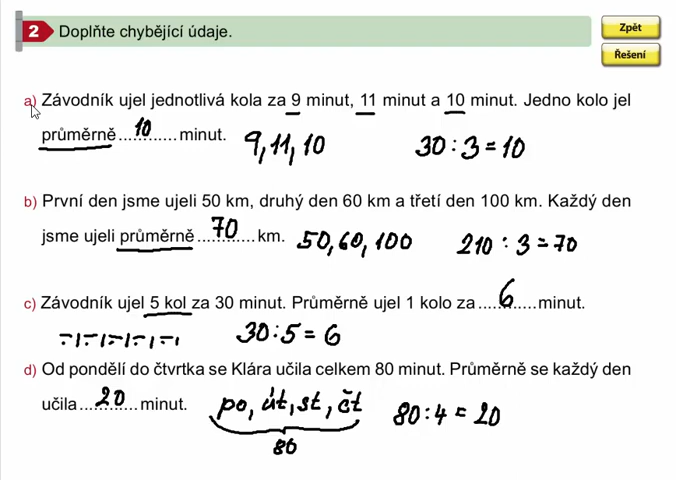 2 Doplňte chybějící údaje.
Zpět
Řešení
a) Závodník ujel jednotlivá kola za 9 minut, 11 minut a 10 minut. Jedno kolo jel
průměrně 10 minut.
9, 11, 10 30 : 3 = 10
b) První den jsme ujeli 50 km, druhý den 60 km a třetí den 100 km. Každý den
jsme ujeli průměrně 70 km. 50, 60, 100 210 : 3 = 70
c) Závodník ujel 5 kol za 30 minut. Průměrně ujel 1 kolo za 6 minut.
30 : 5 = 6
d) Od pondělí do čtvrtka se Klára učila celkem 80 minut. Průměrně se každý den
učila 20 minut. po, út, st, čt 80 : 4 = 20
80